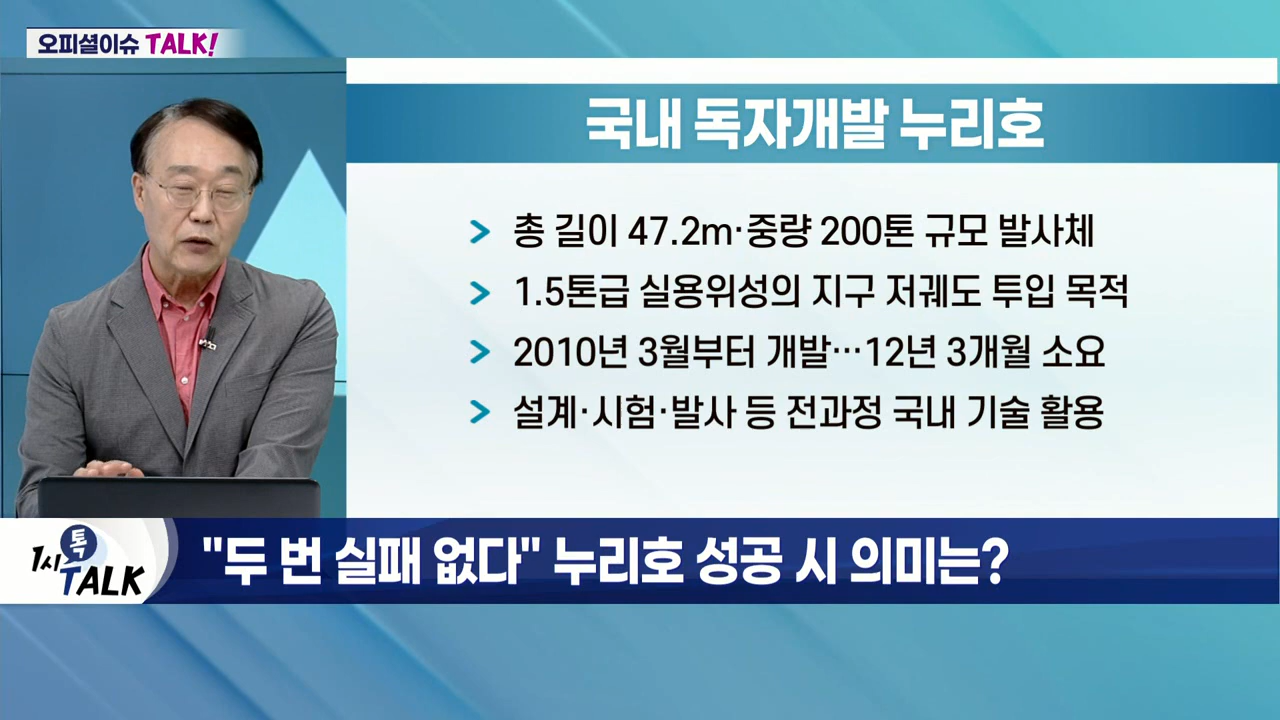 오피셜이슈 TALK!
국내 독자개발 누리호
> 총 길이 47.2m·중량 200톤 규모 발사체
> 1.5톤급 실용위성의 지구 저궤도 투입 목적
> 2010년 3월부터 개발…12년 3개월 소요
> 설계·시험·발사 등 전과정 국내 기술 활용
1시 톡 TALK
"두 번 실패 없다" 누리호 성공 시 의미는?